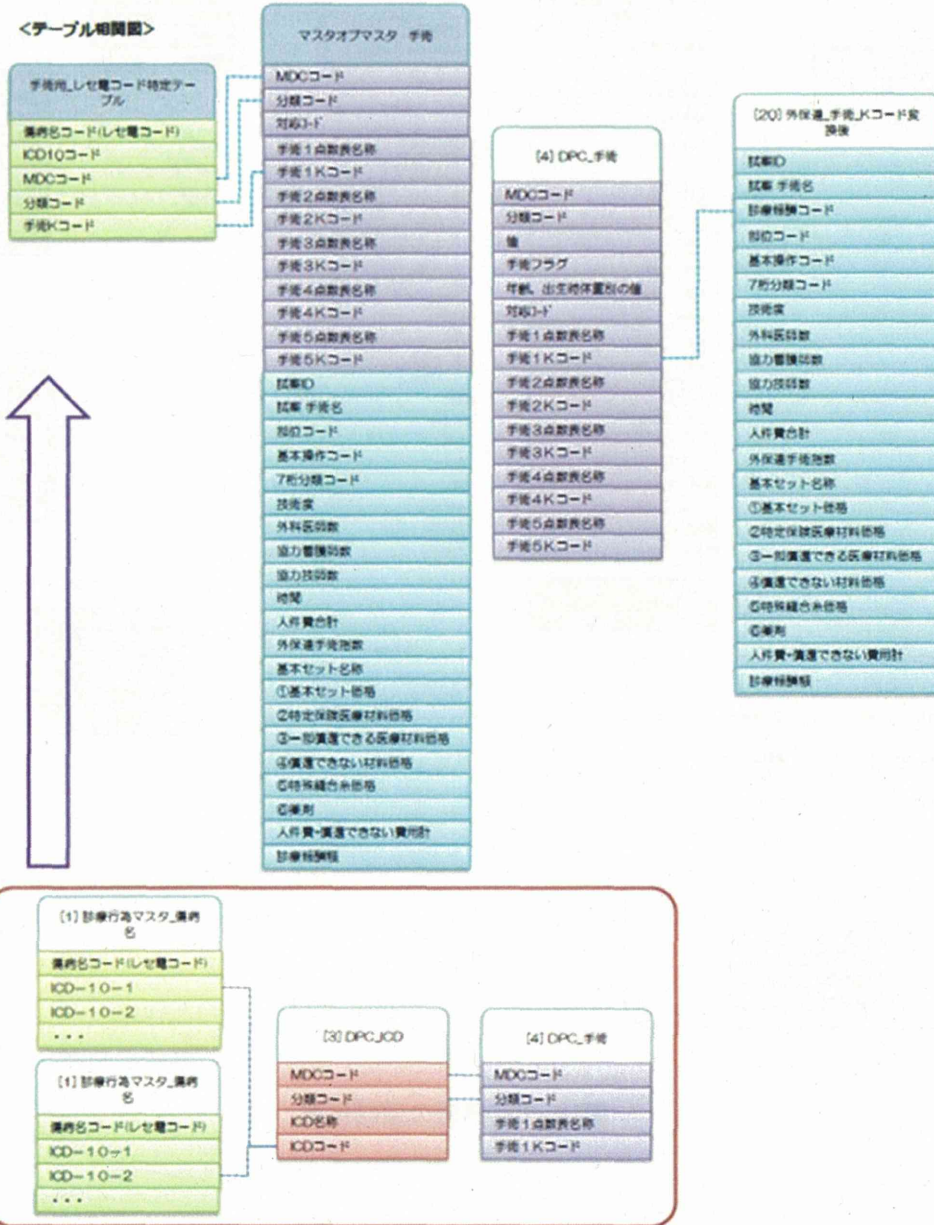 <テーブル相関図>
手術用_レセ電コード特定テー
ブル
傷病名コード(レセ電コード)
ICD10コード
MDCコード
分類コード
手術Kコード
マスタオブマスタ 手術
MDCコード
分類コード
対応コード
手術1点数表名称
手術1Kコード
手術2点数表名称
手術2Kコード
手術3点数表名称
手術3Kコード
手術4点数表名称
手術4Kコード
手術5点数表名称
手術5Kコード
試案ID
試案 手術名
部位コード
基本操作コード
7桁分類コード
技術度
外科医師数
協力看護師数
協力技師数
時間
人件費合計
外保連手術指数
基本セット名称
①基本セット価格
②特定保険医療材料価格
③一部償還できる医療材料価格
④償還できない材料価格
⑤特殊縫合糸価格
⑥薬剤
人件費+償還できない費用計
診療報酬額
[4] DPC_手術
MDCコード
分類コード
値
手術フラグ
年齢、出生時体重別の値
対応コード
手術1点数表名称
手術1Kコード
手術2点数表名称
手術2Kコード
手術3点数表名称
手術3Kコード
手術4点数表名称
手術4Kコード
手術5点数表名称
手術5Kコード
[20] 外保連_手術_Kコード変
換後
試案ID
試案 手術名
診療報酬コード
部位コード
基本操作コード
7桁分類コード
技術度
外科医師数
協力看護師数
協力技師数
時間
人件費合計
外保連手術指数
基本セット名称
①基本セット価格
②特定保険医療材料価格
③一部償還できる医療材料価格
④償還できない材料価格
⑤特殊縫合糸価格
⑥薬剤
人件費+償還できない費用計
診療報酬額
[1] 診療行為マスタ_傷病
名
傷病名コード(レセ電コード)
ICD-10-1
ICD-10-2
・・・
[1] 診療行為マスタ_傷病
名
傷病名コード(レセ電コード)
ICD-10-1
ICD-10-2
・・・
[3] DPC_ICD
MDCコード
分類コード
ICD名称
ICDコード
[4] DPC_手術
MDCコード
分類コード
手術1点数表名称
手術1Kコード